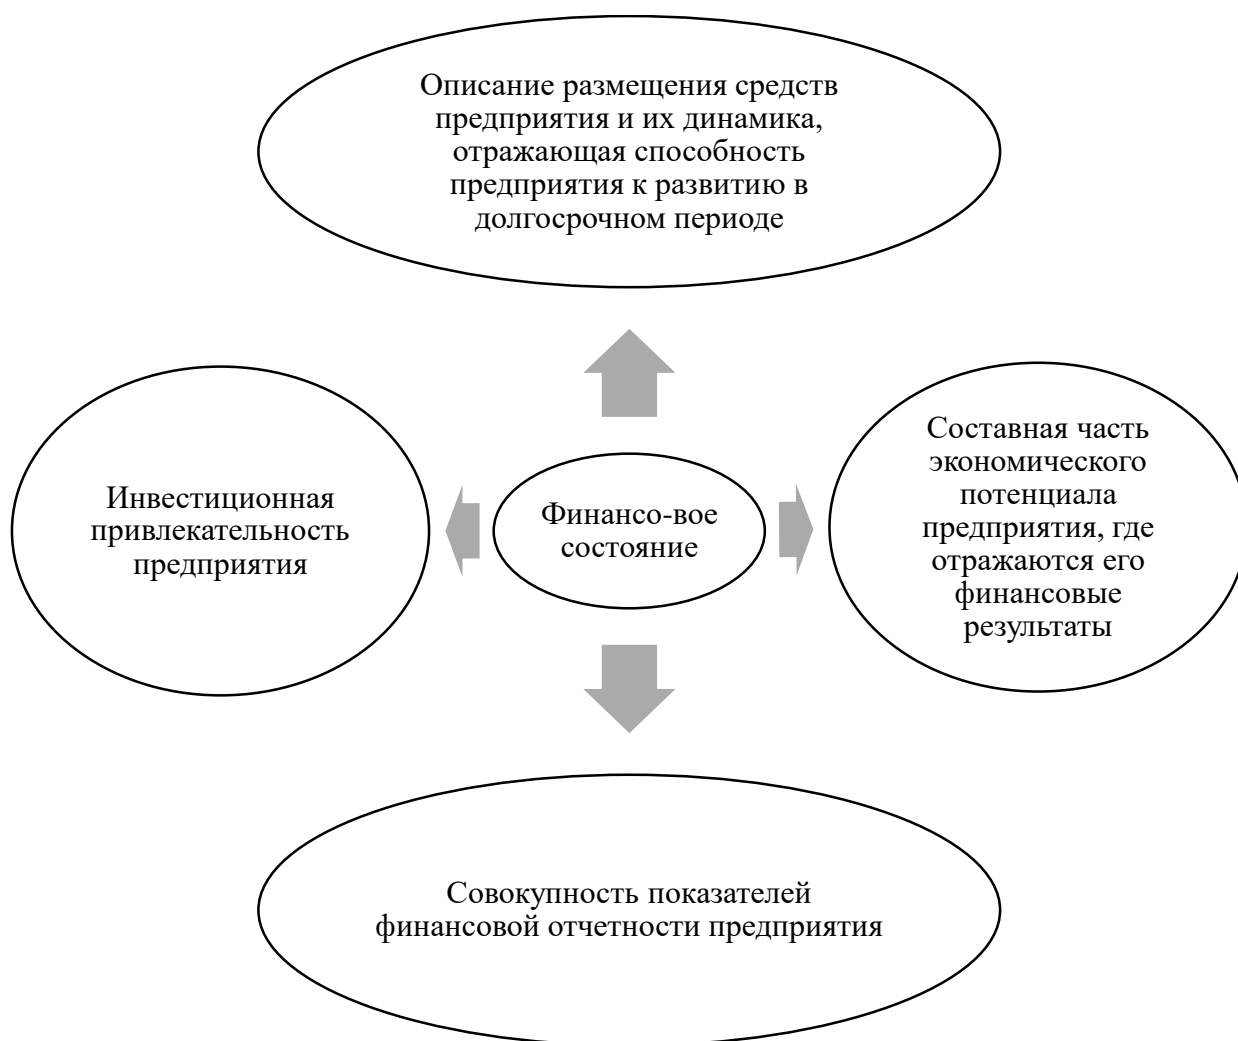 Описание размещения средств
предприятия и их динамика,
отражающая способность
предприятия к развитию в
долгосрочном периоде
Инвестиционная
привлекательность
предприятия
Финансо-вое
состояние
Составная часть
экономического
потенциала
предприятия, где
отражаются его
финансовые
результаты
Совокупность показателей
финансовой отчетности предприятия